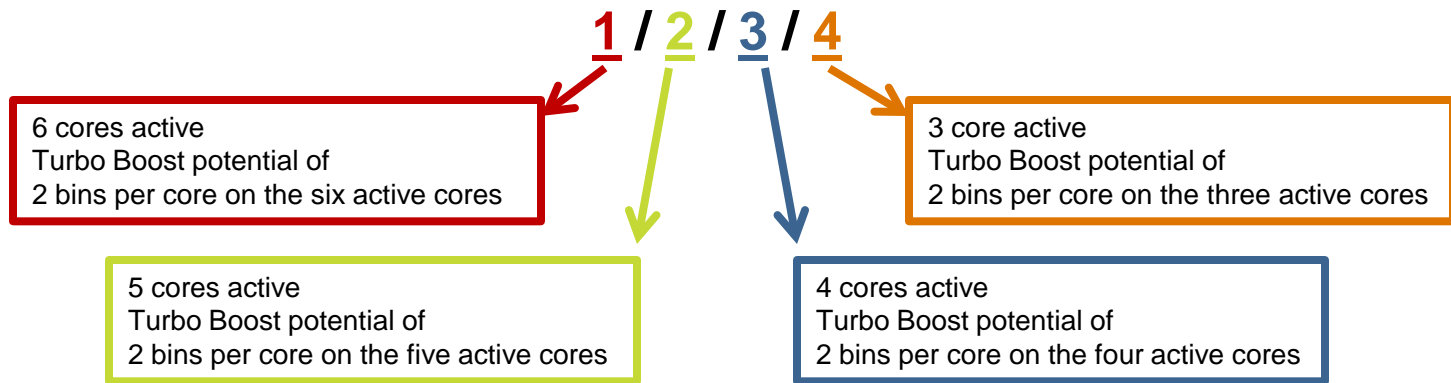 1 / 2 / 3 / 4
6 cores active
Turbo Boost potential of
2 bins per core on the six active cores
3 core active
Turbo Boost potential of
2 bins per core on the three active cores
5 cores active
Turbo Boost potential of
2 bins per core on the five active cores
4 cores active
Turbo Boost potential of
2 bins per core on the four active cores